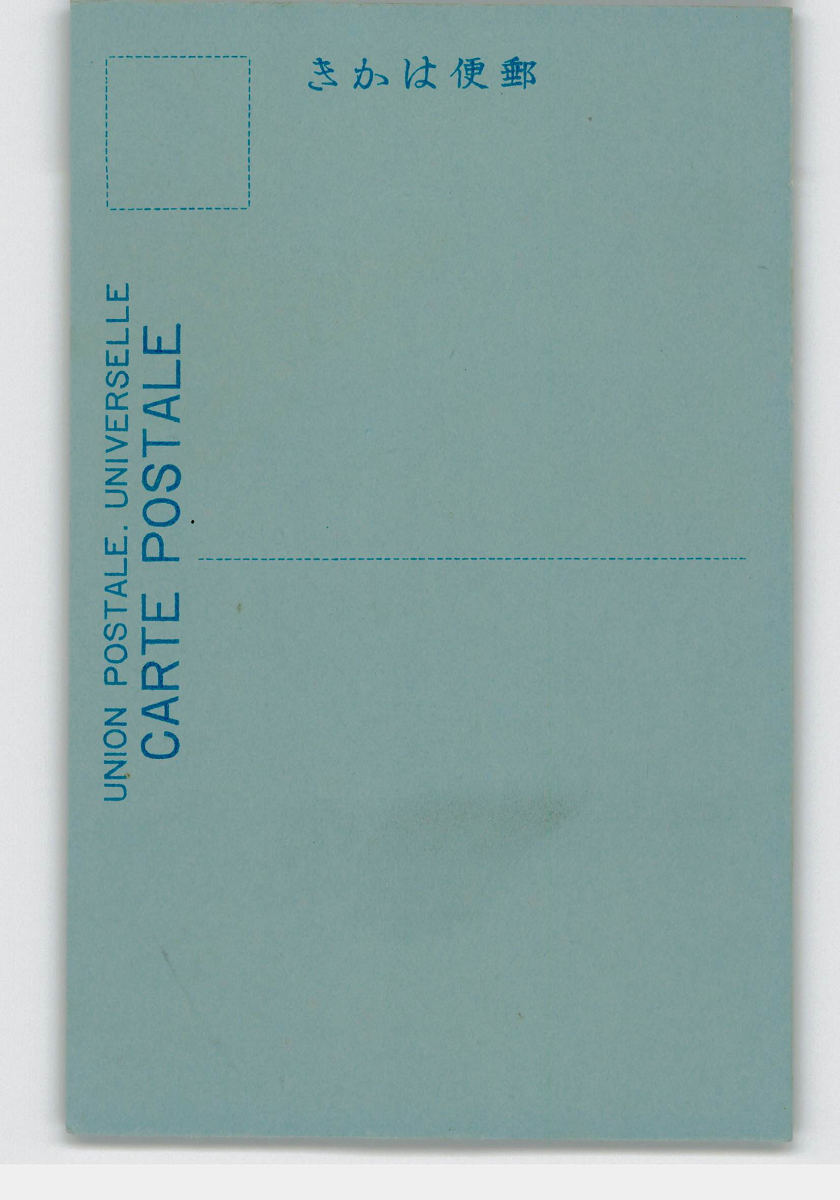 郵便はかき
UNION POSTALE. UNIVERSELLE
CARTE POSTALE